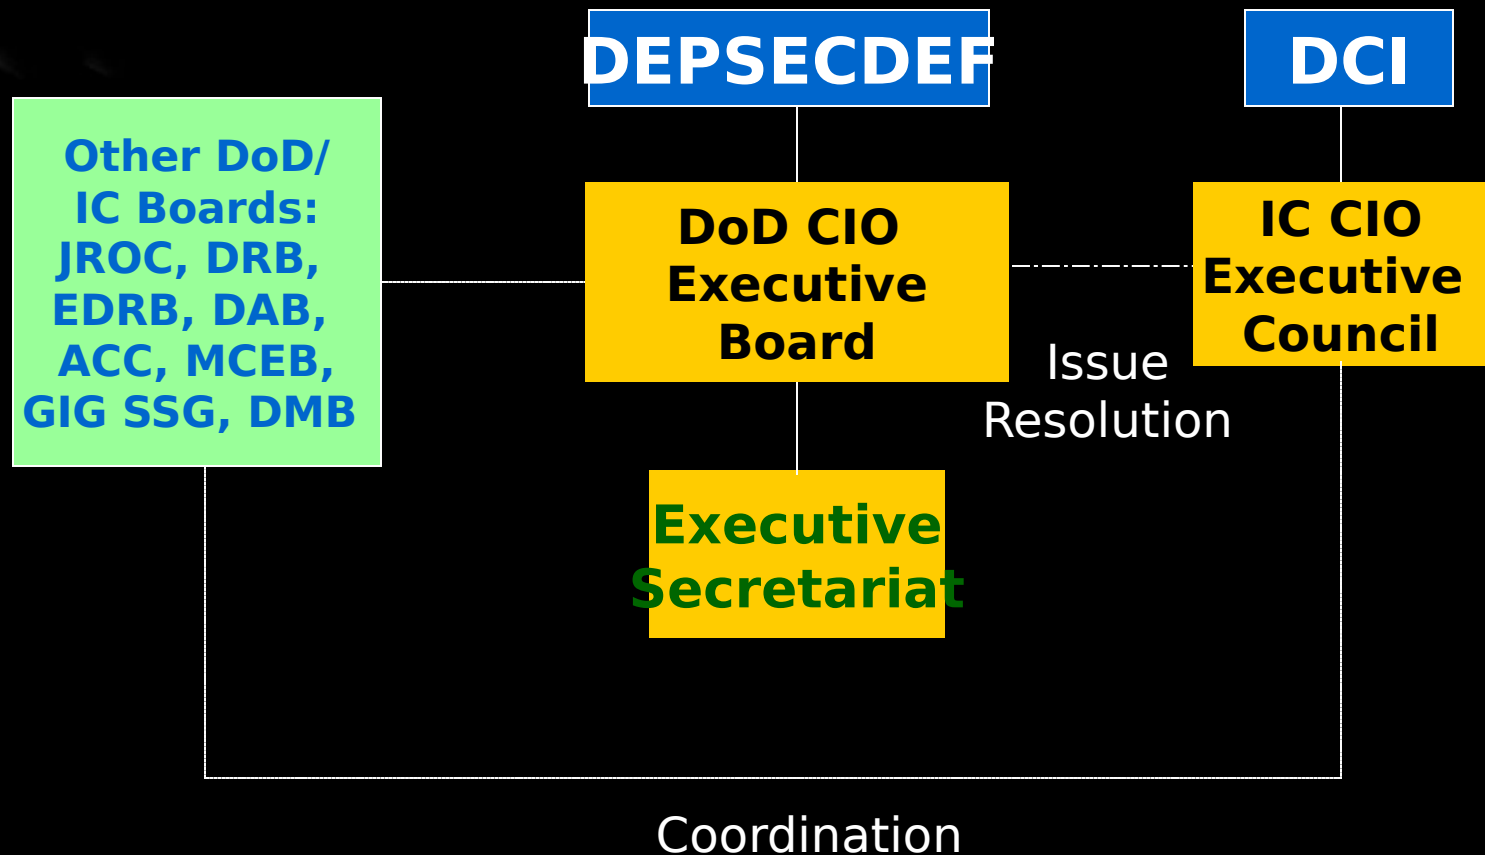 DEPSECDEF
DCI
Other DoD/
IC Boards:
JROC, DRB,
EDRB, DAB,
ACC, MCEB,
GIG SSG, DMB
DoD CIO
Executive
Board
IC CIO
Executive
Council
Issue
Resolution
Executive
Secretariat
Coordination